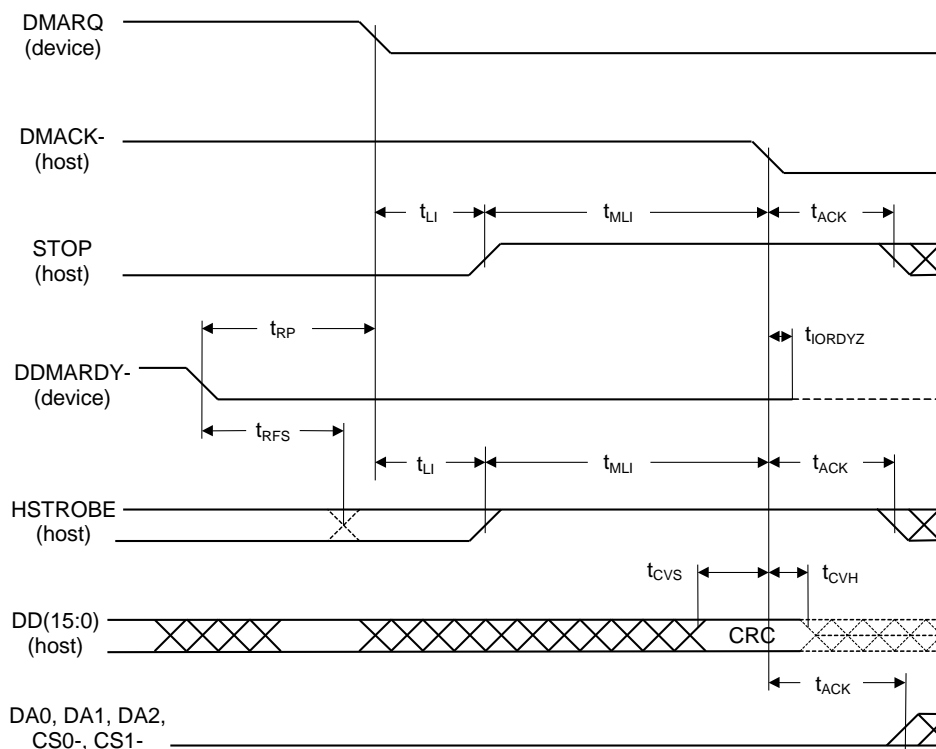 DMARQ
(device)
DMACK-
(host)
tLI
tMLI
tACK
STOP
(host)
tRP
tIORDYZ
DDMARDY-
(device)
tRFS
tLI
tMLI
tACK
HSTROBE
(host)
tCVS
tCVH
DD(15:0)
(host)
CRC
tACK
DA0, DA1, DA2,
CS0-, CS1-